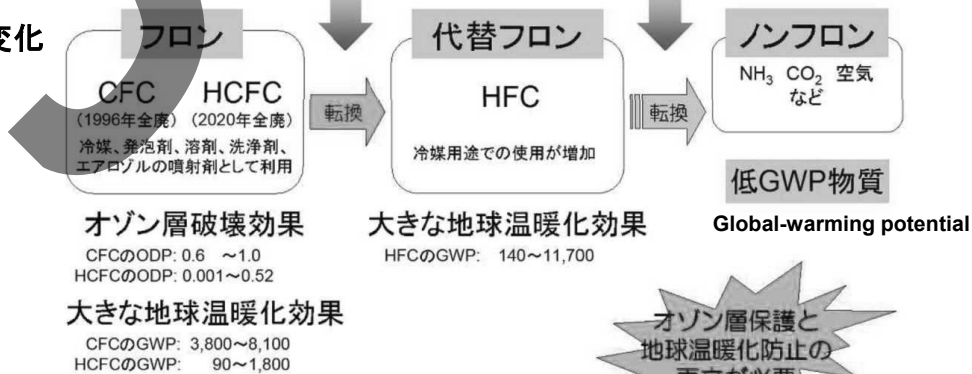 変化
フロン
CFC HCFC
(1996年全廃) (2020年全廃)
冷媒、発泡剤、溶剤、洗浄剤、
エアロゾルの噴射剤として利用
転換
代替フロン
HFC
冷媒用途での使用が増加
転換
ノンフロン
NH₃ CO₂ 空気
など
低GWP物質
Global-warming potential
オゾン層破壊効果
CFCのODP: 0.6 ～1.0
HCFCのODP: 0.001～0.52
大きな地球温暖化効果
CFCのGWP: 3,800～8,100
HCFCのGWP: 90～1,800
大きな地球温暖化効果
HFCのGWP: 140～11,700
オゾン層保護と
地球温暖化防止の
両立が必要